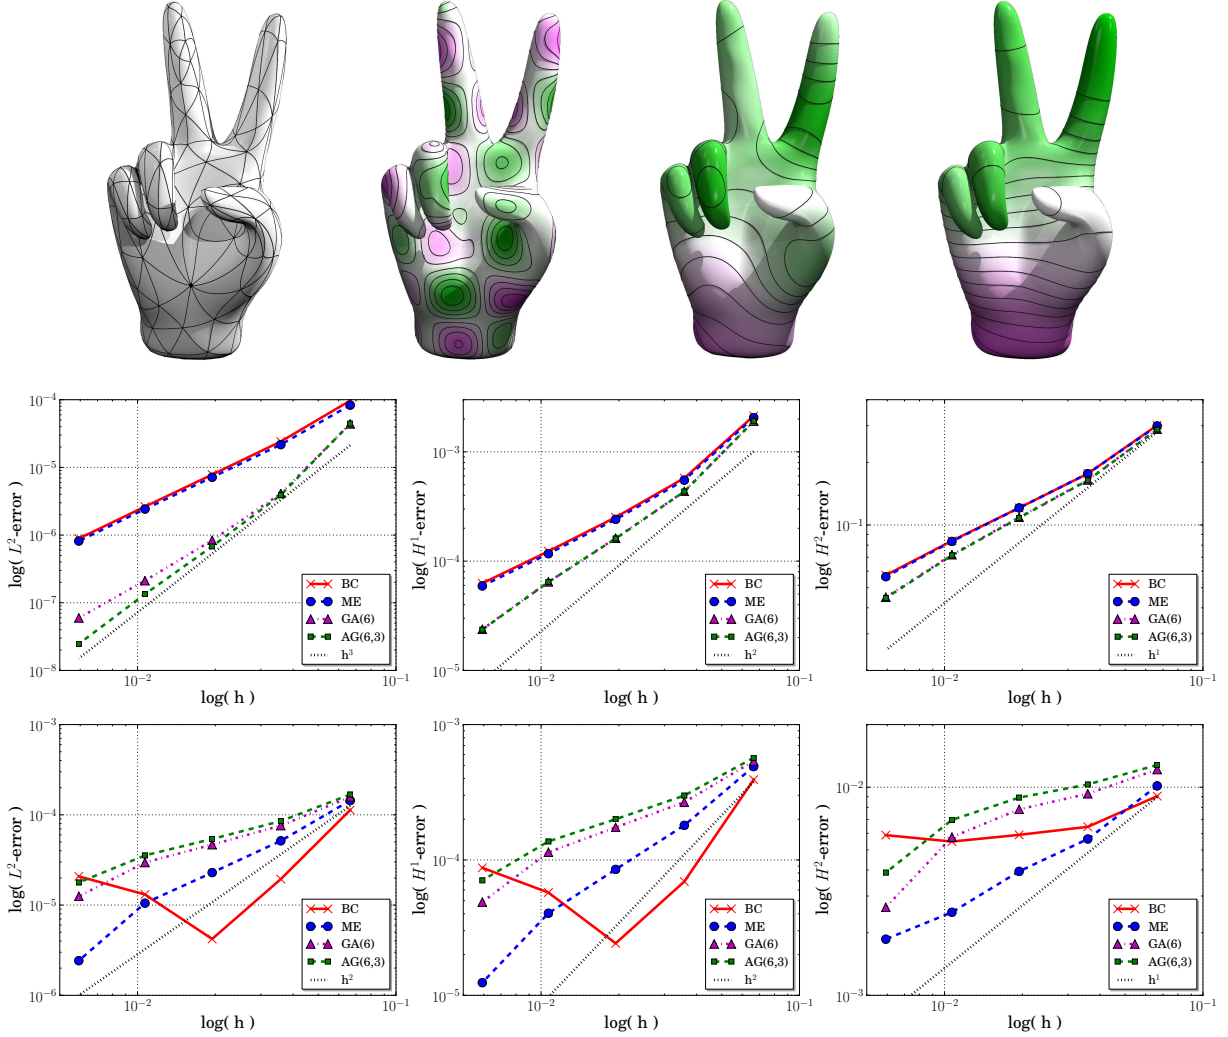 10⁻⁴
10⁻⁵
10⁻⁶
10⁻⁷
10⁻⁸
log( L²-error )
10⁻²
10⁻¹
log( h )
BC
ME
GA(6)
AG(6,3)
h³
10⁻³
10⁻⁴
10⁻⁵
log( H¹-error )
10⁻²
10⁻¹
log( h )
BC
ME
GA(6)
AG(6,3)
h²
10⁻¹
log( H²-error )
10⁻²
10⁻¹
log( h )
BC
ME
GA(6)
AG(6,3)
h¹
10⁻³
10⁻⁴
10⁻⁵
10⁻⁶
log( L²-error )
10⁻²
10⁻¹
log( h )
BC
ME
GA(6)
AG(6,3)
h²
10⁻³
10⁻⁴
10⁻⁵
log( H¹-error )
10⁻²
10⁻¹
log( h )
BC
ME
GA(6)
AG(6,3)
h²
10⁻²
10⁻³
log( H²-error )
10⁻²
10⁻¹
log( h )
BC
ME
GA(6)
AG(6,3)
h¹